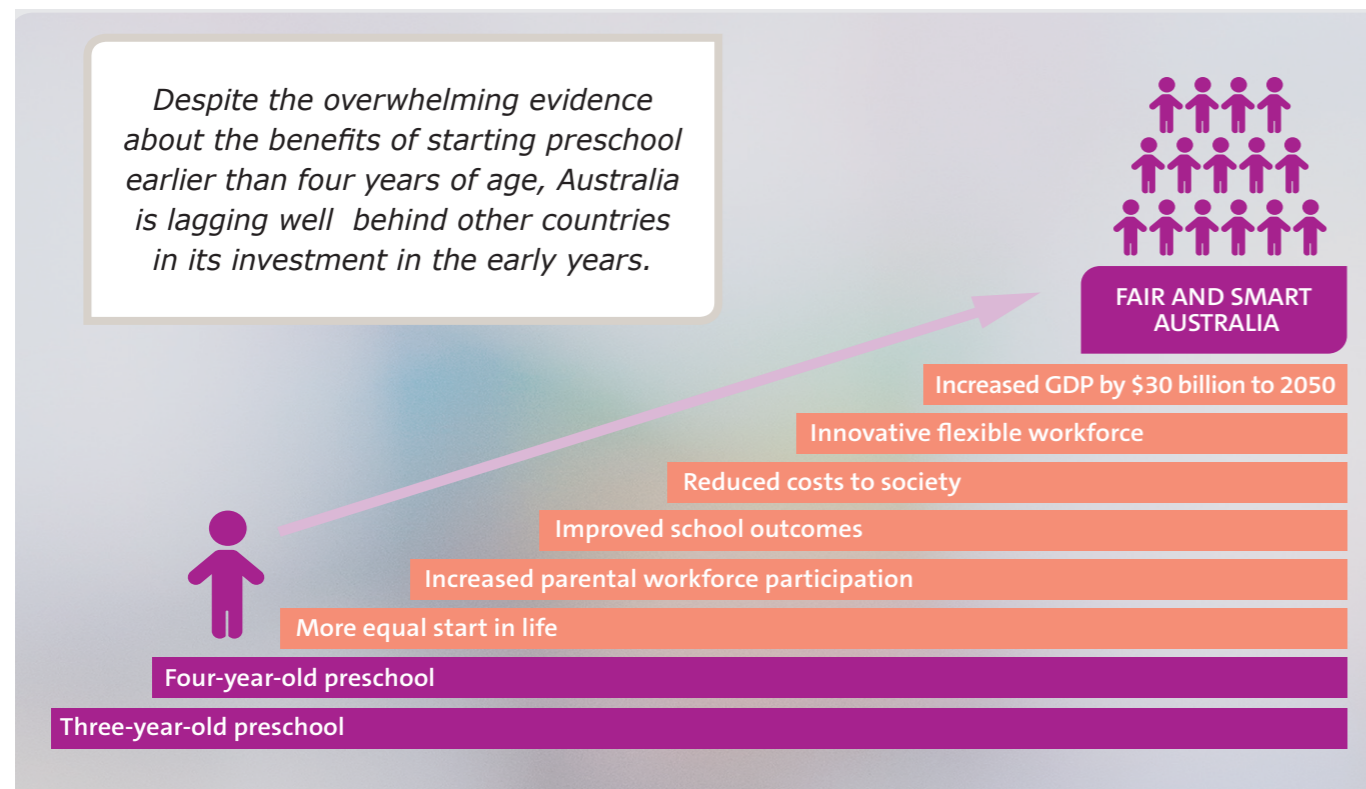 Despite the overwhelming evidence
about the benefits of starting preschool
earlier than four years of age, Australia
is lagging well  behind other countries
in its investment in the early years.
FAIR AND SMART
AUSTRALIA
Increased GDP by $30 billion to 2050
Innovative flexible workforce
Reduced costs to society
Improved school outcomes
Increased parental workforce participation
More equal start in life
Four-year-old preschool
Three-year-old preschool